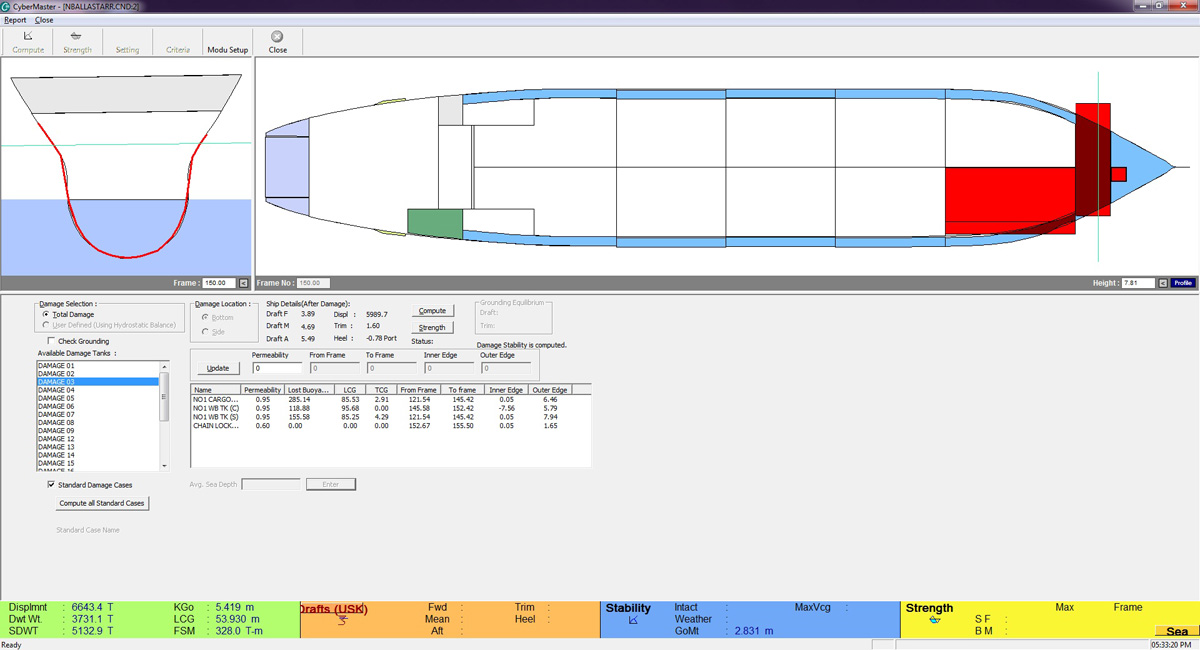 CyberMaster - [NBALLASTARR.CND:2]
Report Close
Compute Strength Setting Criteria Modu Setup Close
Frame : 150.00 <
Frame No : 150.00
Height : 7.81 < Profile
Damage Selection :
Total Damage
User Defined (Using Hydrostatic Balance)
Check Grounding
Available Damage Tanks :
DAMAGE 01
DAMAGE 02
DAMAGE 03
DAMAGE 04
DAMAGE 05
DAMAGE 06
DAMAGE 07
DAMAGE 08
DAMAGE 09
DAMAGE 12
DAMAGE 13
DAMAGE 14
DAMAGE 15
DAMAGE 16
Standard Damage Cases
Compute all Standard Cases
Standard Case Name
Damage Location :
Bottom
Side
Ship Details(After Damage):
Draft F 3.89 Displ : 5989.7
Draft M 4.69 Trim : 1.60
Draft A 5.49 Heel : -0.78 Port
Compute
Strength
Status:
Grounding Equilibrium
Draft:
Trim:
Damage Stability is computed.
Update
Permeability From Frame To Frame Inner Edge Outer Edge
0 0 0 0 0
Name Permeability Lost Buoya... LCG TCG From Frame To frame Inner Edge Outer Edge
NO1 CARGO... 0.95 285.14 85.53 2.91 121.54 145.42 0.05 6.46
NO1 WB TK (C) 0.95 118.88 95.68 0.00 145.58 152.42 -7.56 5.79
NO1 WB TK (S) 0.95 155.58 85.25 4.29 121.54 145.42 0.05 7.94
CHAIN LOCK... 0.60 0.00 0.00 0.00 152.67 155.50 0.05 1.65
Avg. Sea Depth Enter
Displmnt : 6643.4 T KGo : 5.419 m
Dwt Wt. : 3731.1 T LCG : 53.930 m
SDWT : 5132.9 T FSM : 328.0 T-m
Drafts (USK) Fwd : Trim :
Mean : Heel :
Aft :
Stability Intact : MaxVcg :
Weather :
GoMt : 2.831 m
Strength Max Frame
S F :
B M :
Sea
Ready
05:33:20 PM